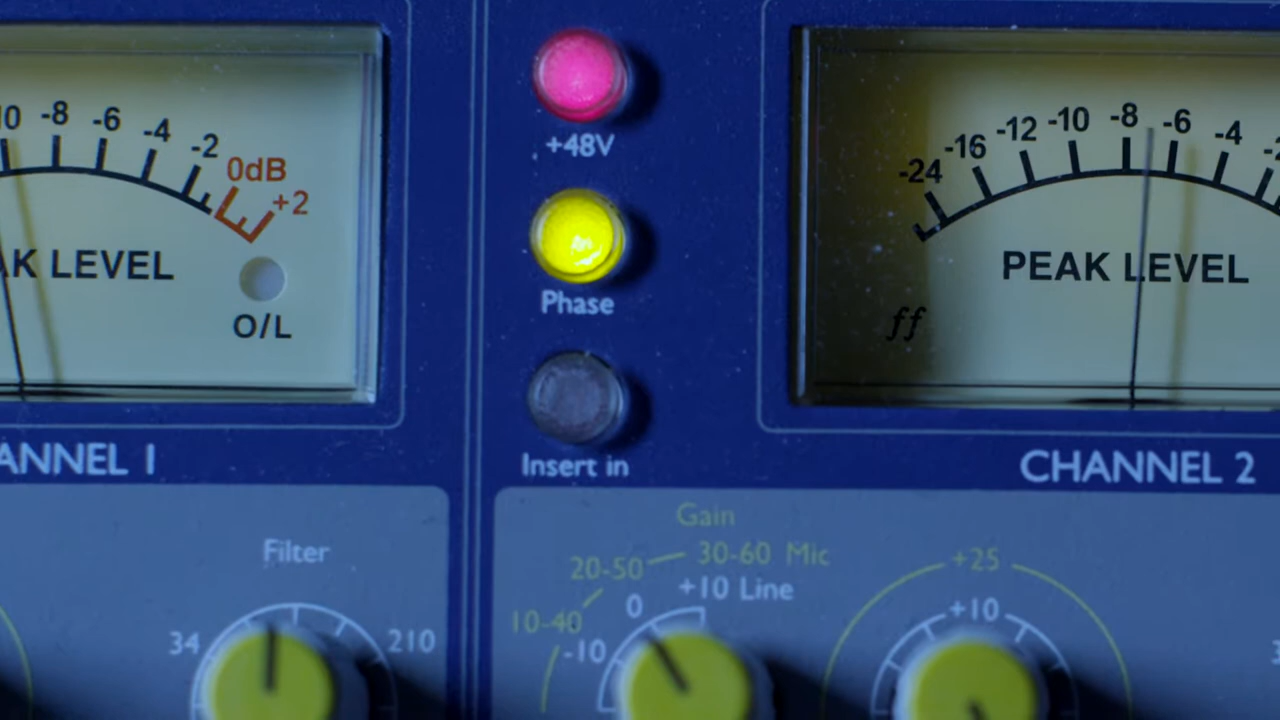 10 -8 -6 -4 -2 0dB +2
AK LEVEL
O/L
ANNEL 1
Filter
34
210
+48V
Phase
Insert in
-24 -16 -12 -10 -8 -6 -4 -2
PEAK LEVEL
ff
CHANNEL 2
Gain
20-50 30-60 Mic
+10 Line
10-40
0
-10
+25
+10